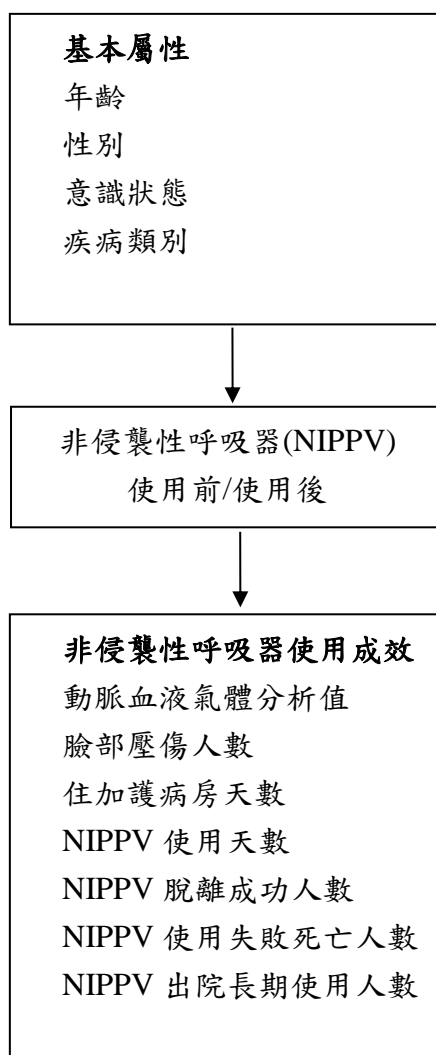 基本屬性
年齡
性別
意識狀態
疾病類別
非侵襲性呼吸器(NIPPV)
使用前/使用後
非侵襲性呼吸器使用成效
動脈血液氣體分析值
臉部壓傷人數
住加護病房天數
NIPPV 使用天數
NIPPV 脫離成功人數
NIPPV 使用失敗死亡人數
NIPPV 出院長期使用人數